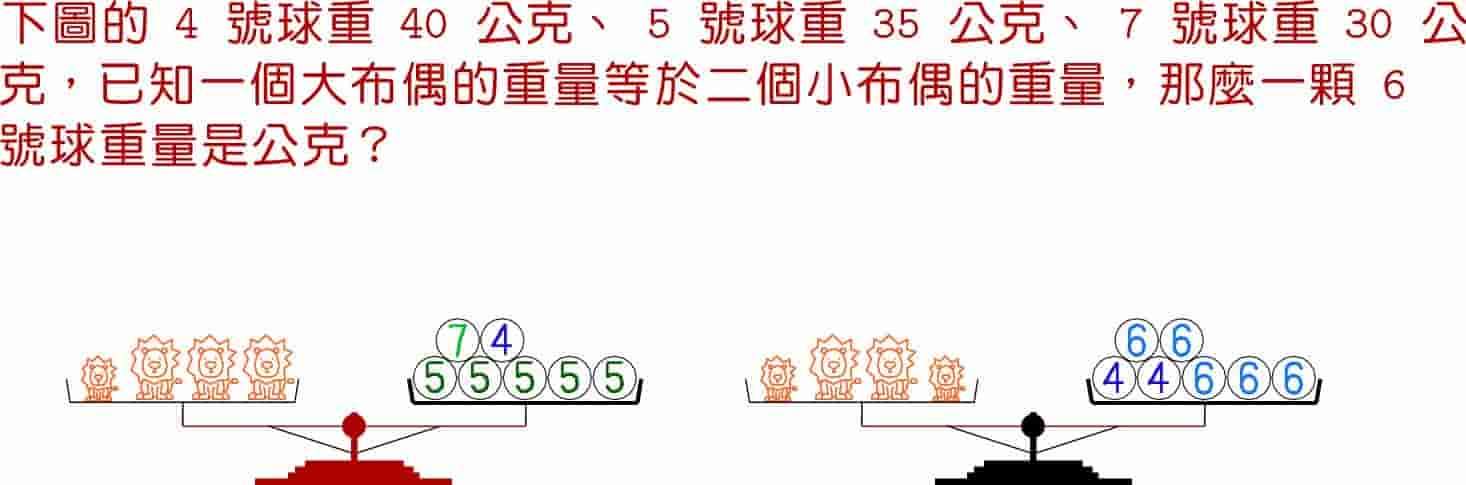 下圖的 4 號球重 40 公克、 5 號球重 35 公克、 7 號球重 30 公
克，已知一個大布偶的重量等於二個小布偶的重量，那麼一顆 6
號球重量是公克？
7 4
5 5 5 5 5
6 6
4 4 6 6 6